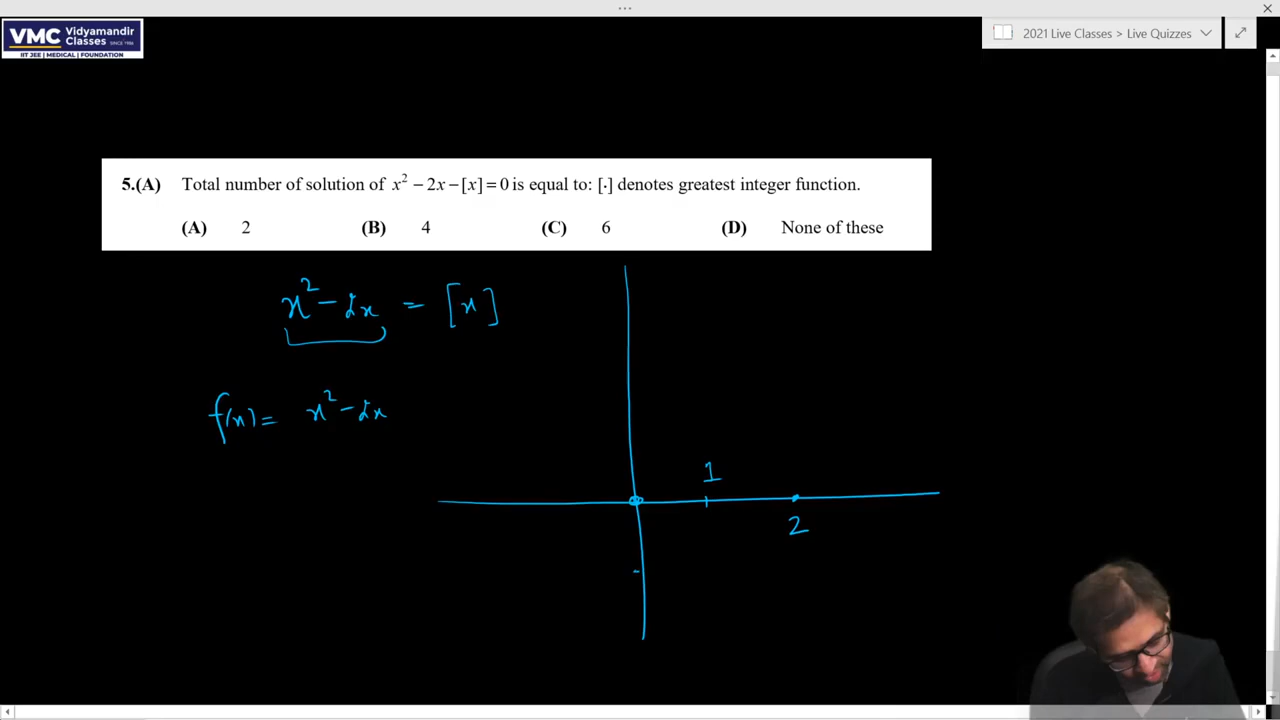 VMC Vidyamandir Classes SINCE 1986
IIT JEE | MEDICAL | FOUNDATION
2021 Live Classes > Live Quizzes
5.(A) Total number of solution of x² − 2x − [x] = 0 is equal to: [·] denotes greatest integer function.
(A) 2 (B) 4 (C) 6 (D) None of these
x² − 2x = [x]
f(x) = x² − 2x
1
2